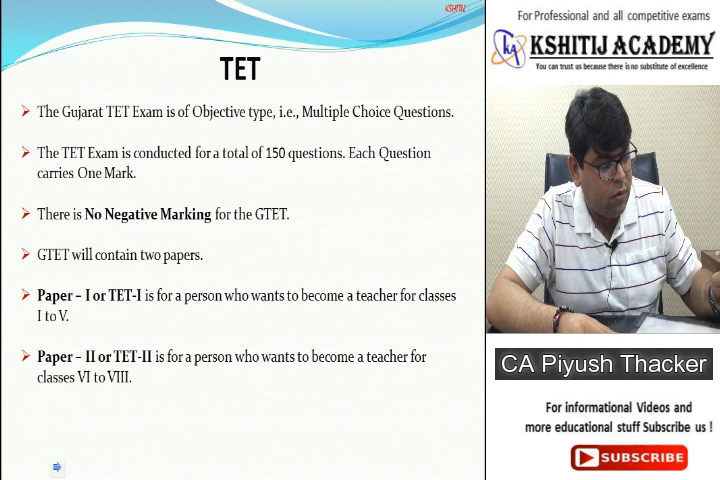 KSHITIJ
TET
The Gujarat TET Exam is of Objective type, i.e., Multiple Choice Questions.
The TET Exam is conducted for a total of 150 questions. Each Question
carries One Mark.
There is No Negative Marking for the GTET.
GTET will contain two papers.
Paper – I or TET-I is for a person who wants to become a teacher for classes
I to V.
Paper – II or TET-II is for a person who wants to become a teacher for
classes VI to VIII.
For Professional and all competitive exams
KA KSHITIJ ACADEMY
You can trust us because there is no substitute of excellence
CA Piyush Thacker
For informational Videos and
more educational stuff Subscribe us !
SUBSCRIBE